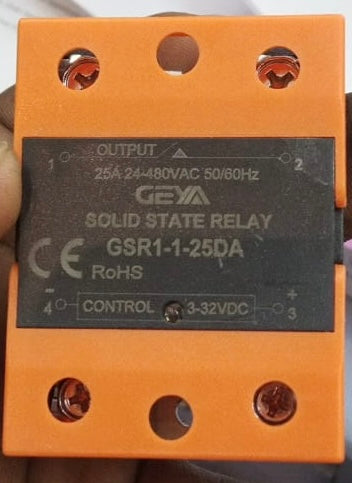 OUTPUT
1 2
25A 24-480VAC 50/60Hz
GEYA
SOLID STATE RELAY
GSR1-1-25DA
CE RoHS
- +
4 CONTROL 3-32VDC 3